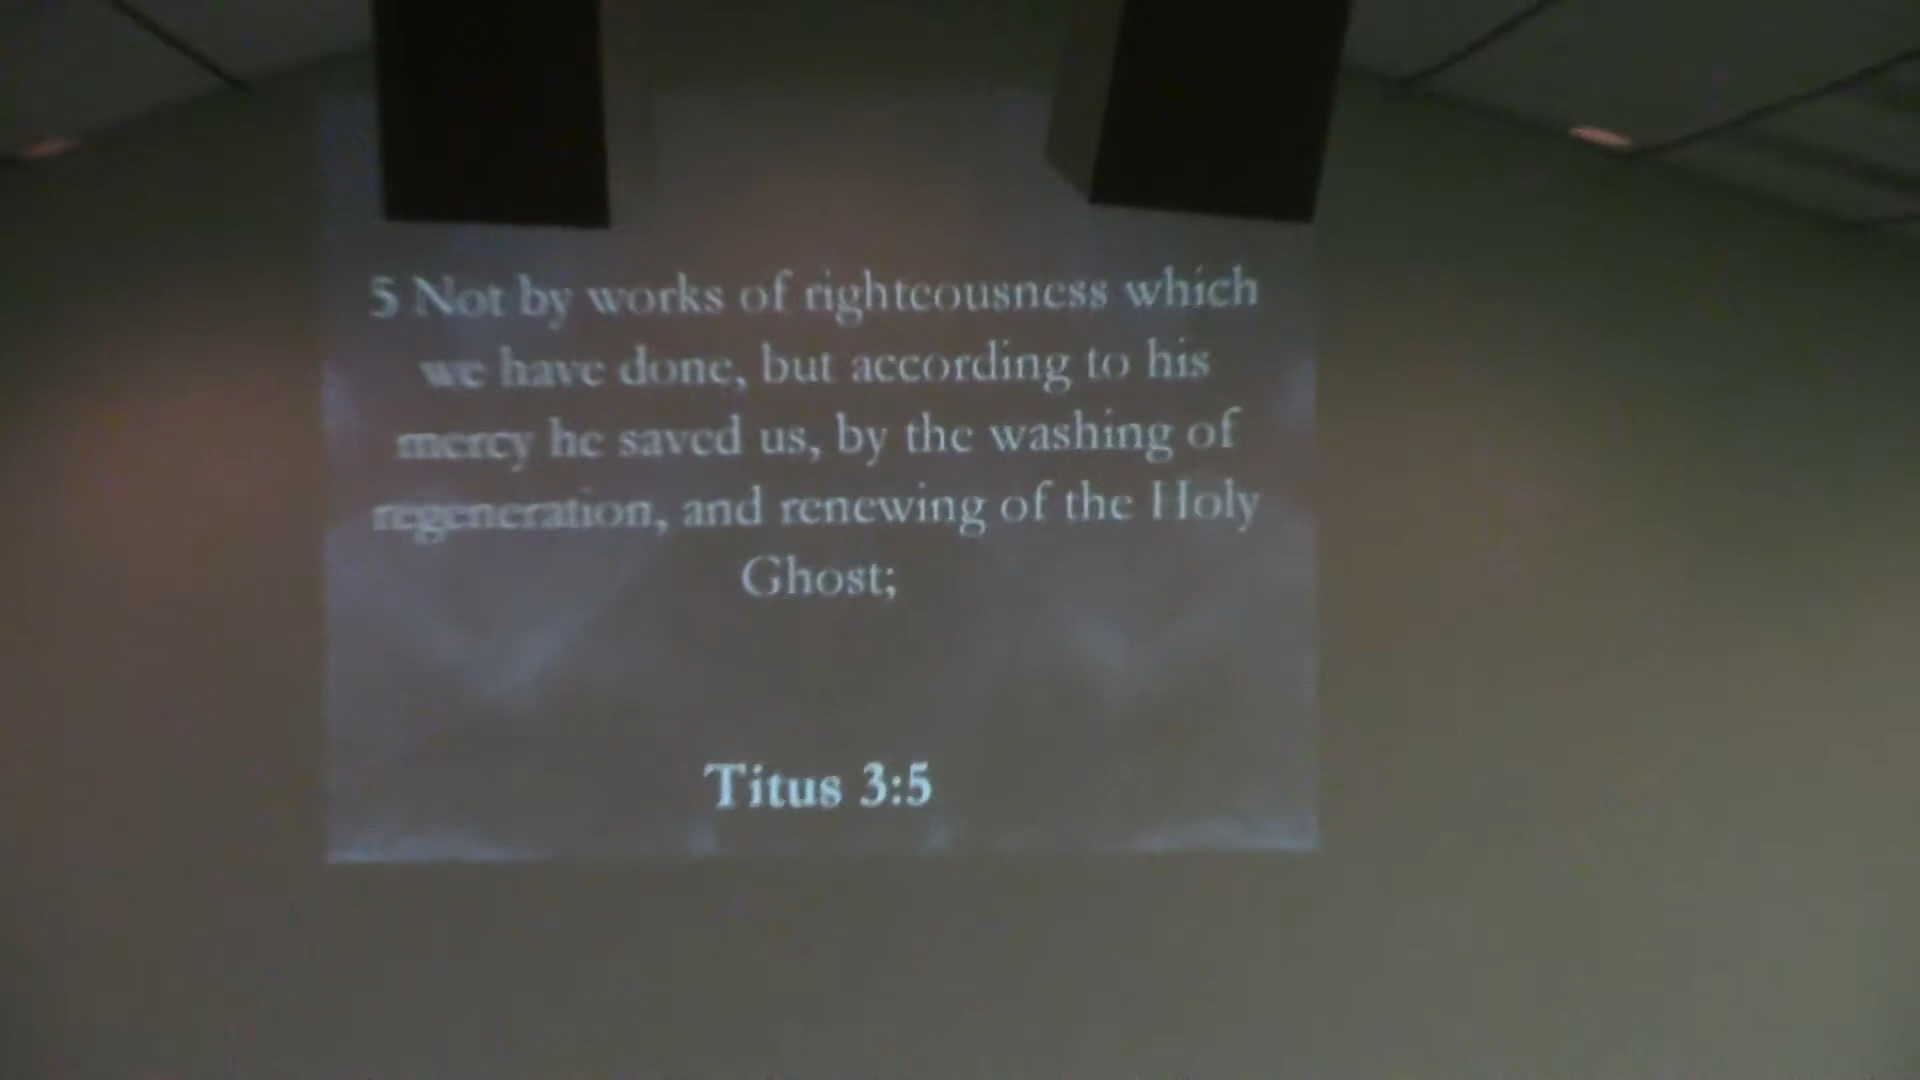 5 Not by works of righteousness which
we have done, but according to his
mercy he saved us, by the washing of
regeneration, and renewing of the Holy
Ghost;
Titus 3:5